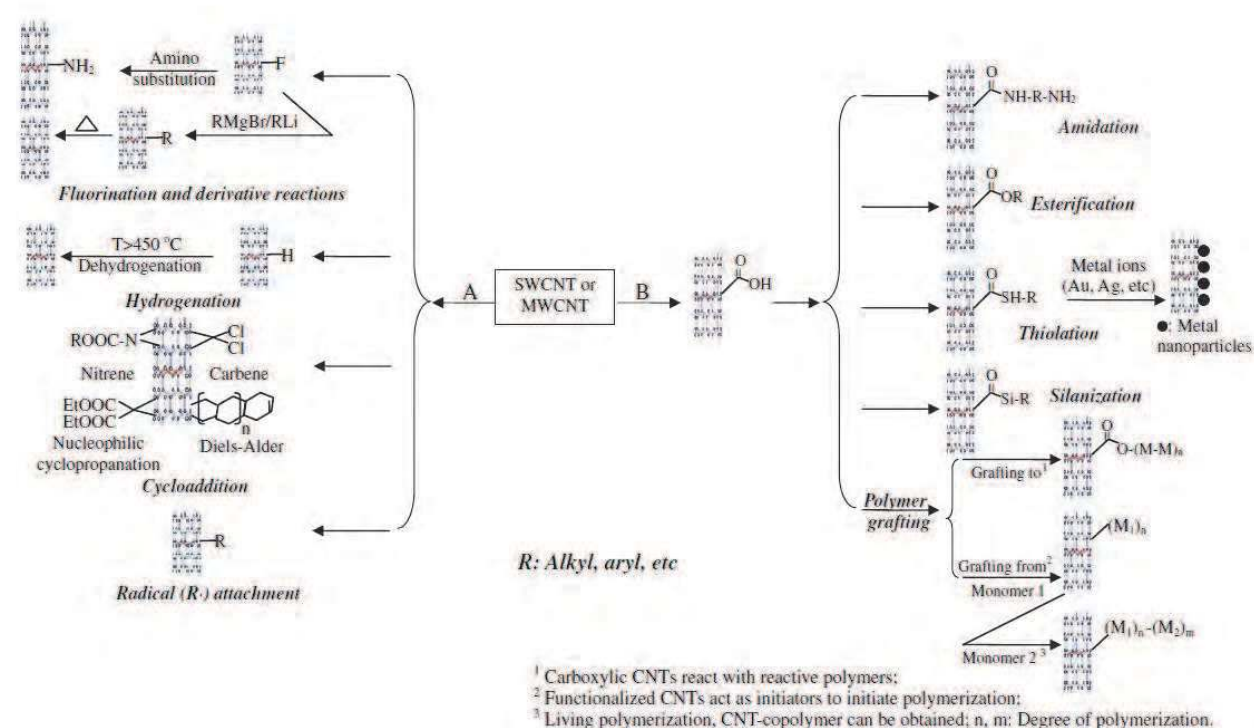 NH₂
Amino
substitution
F
△
R
RMgBr/RLi
Fluorination and derivative reactions
T>450 °C
Dehydrogenation
H
Hydrogenation
ROOC-N
Cl
Cl
Nitrene
Carbene
EtOOC
EtOOC
n
Nucleophilic
cyclopropanation
Diels-Alder
Cycloaddition
R
Radical (R·) attachment
A
SWCNT or
MWCNT
B
O
OH
R: Alkyl, aryl, etc
O
NH-R-NH₂
Amidation
O
OR
Esterification
O
SH-R
Thiolation
Metal ions
(Au, Ag, etc)
●: Metal
nanoparticles
O
Si-R
Silanization
Polymer
grafting
Grafting to¹
O
O-(M-M)ₙ
Grafting from²
Monomer 1
(M₁)ₙ
Monomer 2³
(M₁)ₙ-(M₂)ₘ
¹ Carboxylic CNTs react with reactive polymers;
² Functionalized CNTs act as initiators to initiate polymerization;
³ Living polymerization, CNT-copolymer can be obtained; n, m: Degree of polymerization.